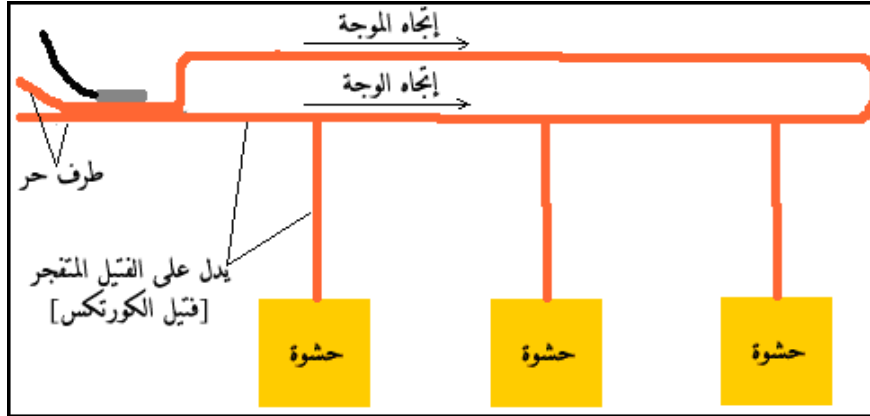 إتجاه الموجة
إتجاه الوجة
طرف حر
يدل على الفتيل المتفجر
[فتيل الكورتكس]
حشوة
حشوة
حشوة